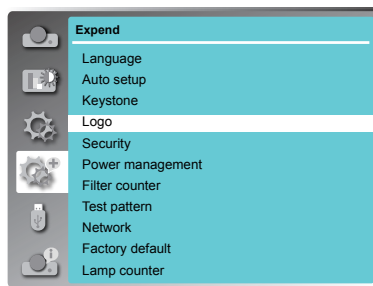 Expend
Language
Auto setup
Keystone
Logo
Security
Power management
Filter counter
Test pattern
Network
Factory default
Lamp counter